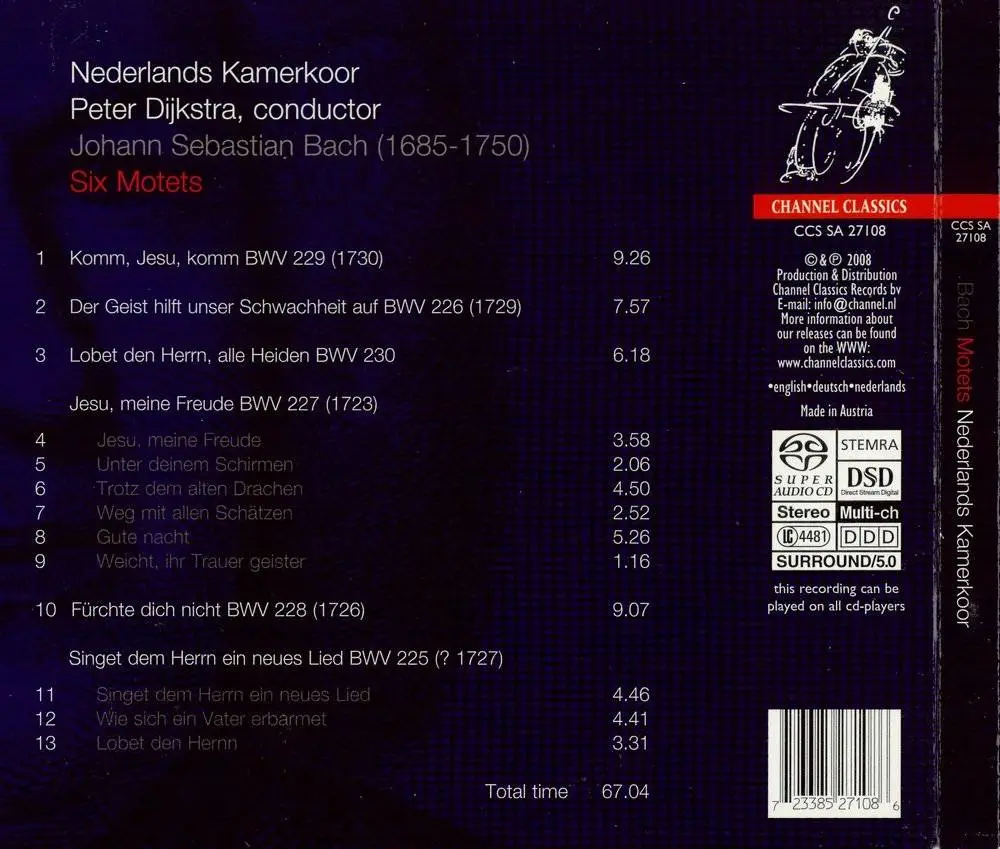 Nederlands Kamerkoor
Peter Dijkstra, conductor
Johann Sebastian Bach (1685-1750)
Six Motets
1 Komm, Jesu, komm BWV 229 (1730) 9.26
2 Der Geist hilft unser Schwachheit auf BWV 226 (1729) 7.57
3 Lobet den Herrn, alle Heiden BWV 230 6.18
Jesu, meine Freude BWV 227 (1723)
4 Jesu, meine Freude 3.58
5 Unter deinem Schirmen 2.06
6 Trotz dem alten Drachen 4.50
7 Weg mit allen Schätzen 2.52
8 Gute nacht 5.26
9 Weicht, ihr Trauer geister 1.16
10 Fürchte dich nicht BWV 228 (1726) 9.07
Singet dem Herrn ein neues Lied BWV 225 (? 1727)
11 Singet dem Herrn ein neues Lied 4.46
12 Wie sich ein Vater erbarmet 4.41
13 Lobet den Hernn 3.31
Total time 67.04
CHANNEL CLASSICS
CCS SA 27108
©&℗ 2008
Production & Distribution
Channel Classics Records bv
E-mail: info@channel.nl
More information about
our releases can be found
on the WWW:
www.channelclassics.com
•english•deutsch•nederlands
Made in Austria
SUPER
AUDIO CD
STEMRA
DSD
Direct Stream Digital
Stereo Multi-ch
LC 4481 DDD
SURROUND/5.0
this recording can be
played on all cd-players
7 23385 27108 6
CCS SA
27108
Bach Motets Nederlands Kamerkoor